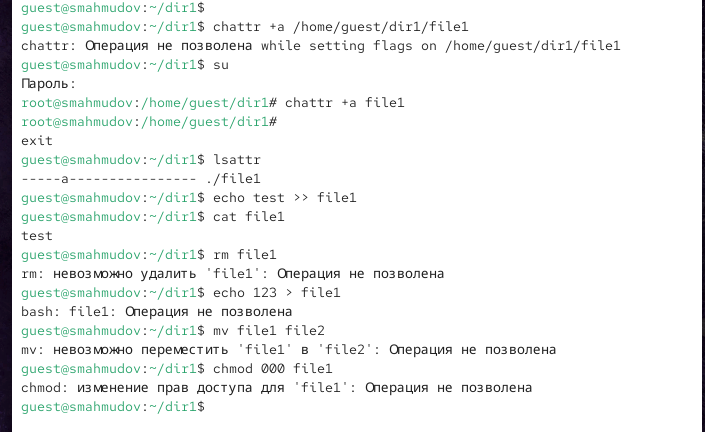 guest@smahmudov:~/dir1$
guest@smahmudov:~/dir1$ chattr +a /home/guest/dir1/file1
chattr: Операция не позволена while setting flags on /home/guest/dir1/file1
guest@smahmudov:~/dir1$ su
Пароль:
root@smahmudov:/home/guest/dir1# chattr +a file1
root@smahmudov:/home/guest/dir1#
exit
guest@smahmudov:~/dir1$ lsattr
-----a---------------- ./file1
guest@smahmudov:~/dir1$ echo test >> file1
guest@smahmudov:~/dir1$ cat file1
test
guest@smahmudov:~/dir1$ rm file1
rm: невозможно удалить 'file1': Операция не позволена
guest@smahmudov:~/dir1$ echo 123 > file1
bash: file1: Операция не позволена
guest@smahmudov:~/dir1$ mv file1 file2
mv: невозможно переместить 'file1' в 'file2': Операция не позволена
guest@smahmudov:~/dir1$ chmod 000 file1
chmod: изменение прав доступа для 'file1': Операция не позволена
guest@smahmudov:~/dir1$